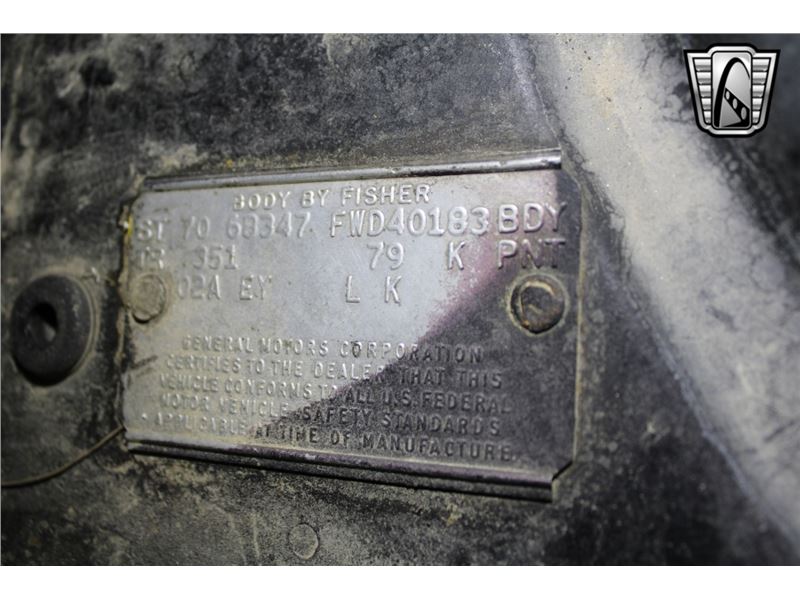 BODY BY FISHER
ST 70 68347 FWD40183 BDY
TR 351 79 K PNT
02A EY L K
GENERAL MOTORS CORPORATION
CERTIFIES TO THE DEALER THAT THIS
VEHICLE CONFORMS TO ALL U.S. FEDERAL
MOTOR VEHICLE SAFETY STANDARDS
APPLICABLE AT TIME OF MANUFACTURE